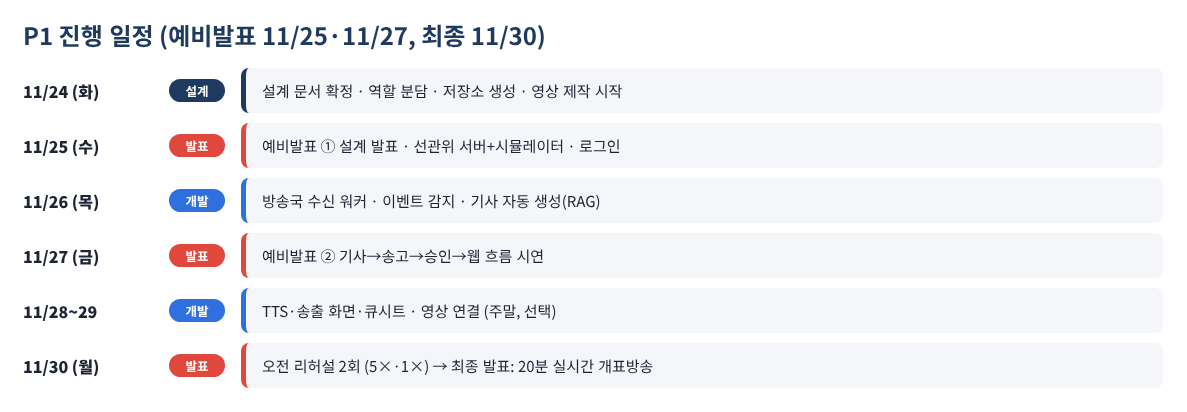 P1 진행 일정 (예비발표 11/25·11/27, 최종 11/30)
11/24 (화) 설계 설계 문서 확정 · 역할 분담 · 저장소 생성 · 영상 제작 시작
11/25 (수) 발표 예비발표 ① 설계 발표 · 선관위 서버+시뮬레이터 · 로그인
11/26 (목) 개발 방송국 수신 워커 · 이벤트 감지 · 기사 자동 생성(RAG)
11/27 (금) 발표 예비발표 ② 기사→송고→승인→웹 흐름 시연
11/28~29 개발 TTS·송출 화면·큐시트 · 영상 연결 (주말, 선택)
11/30 (월) 발표 오전 리허설 2회 (5×·1×) → 최종 발표: 20분 실시간 개표방송